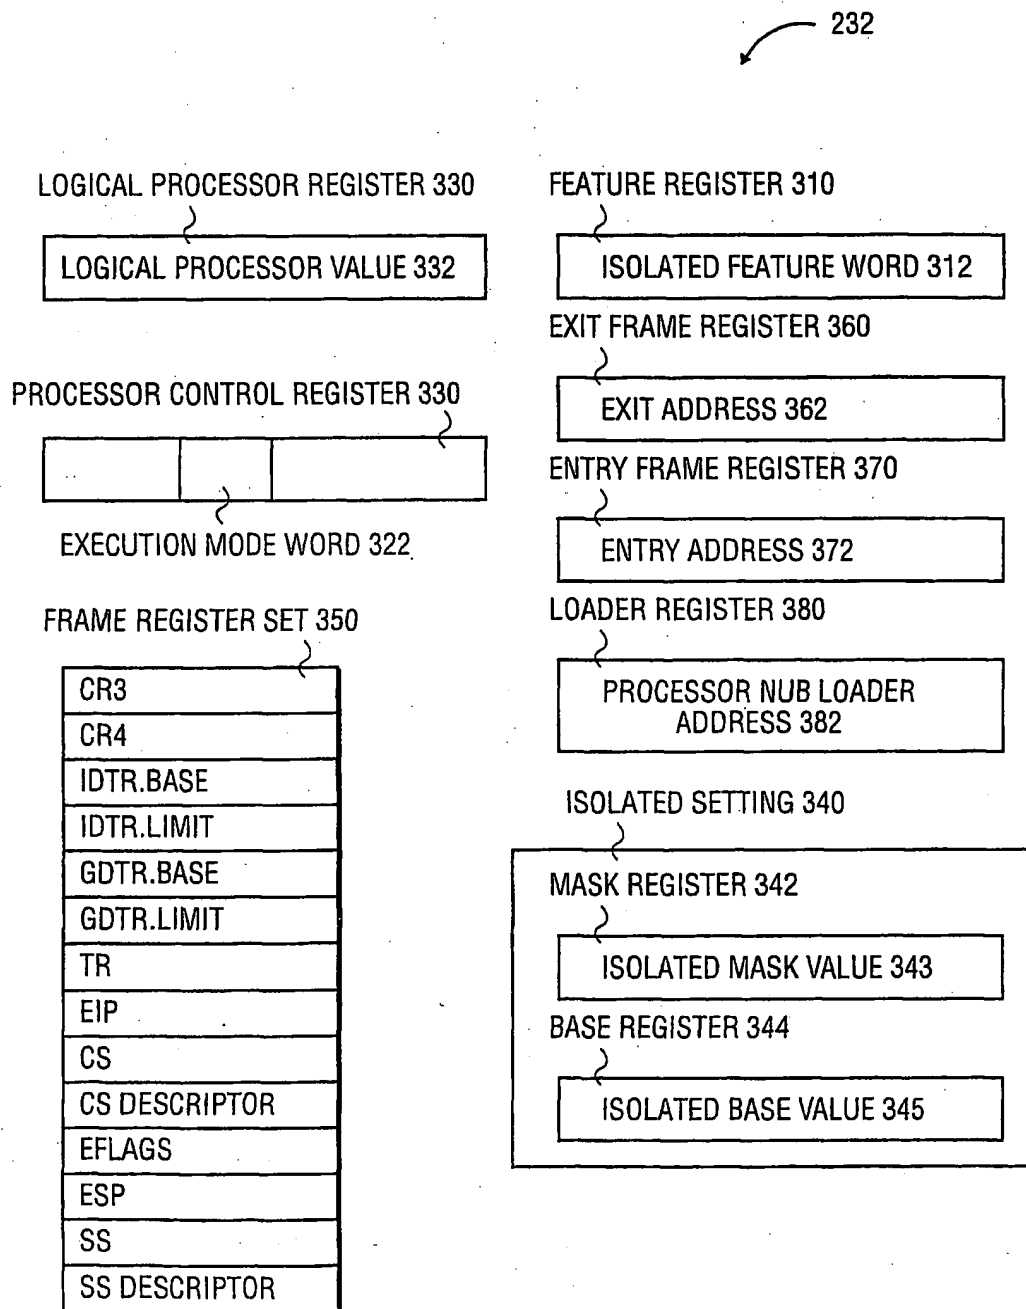 232
LOGICAL PROCESSOR REGISTER 330
LOGICAL PROCESSOR VALUE 332
PROCESSOR CONTROL REGISTER 330
EXECUTION MODE WORD 322
FRAME REGISTER SET 350
CR3
CR4
IDTR.BASE
IDTR.LIMIT
GDTR.BASE
GDTR.LIMIT
TR
EIP
CS
CS DESCRIPTOR
EFLAGS
ESP
SS
SS DESCRIPTOR
FEATURE REGISTER 310
ISOLATED FEATURE WORD 312
EXIT FRAME REGISTER 360
EXIT ADDRESS 362
ENTRY FRAME REGISTER 370
ENTRY ADDRESS 372
LOADER REGISTER 380
PROCESSOR NUB LOADER
ADDRESS 382
ISOLATED SETTING 340
MASK REGISTER 342
ISOLATED MASK VALUE 343
BASE REGISTER 344
ISOLATED BASE VALUE 345